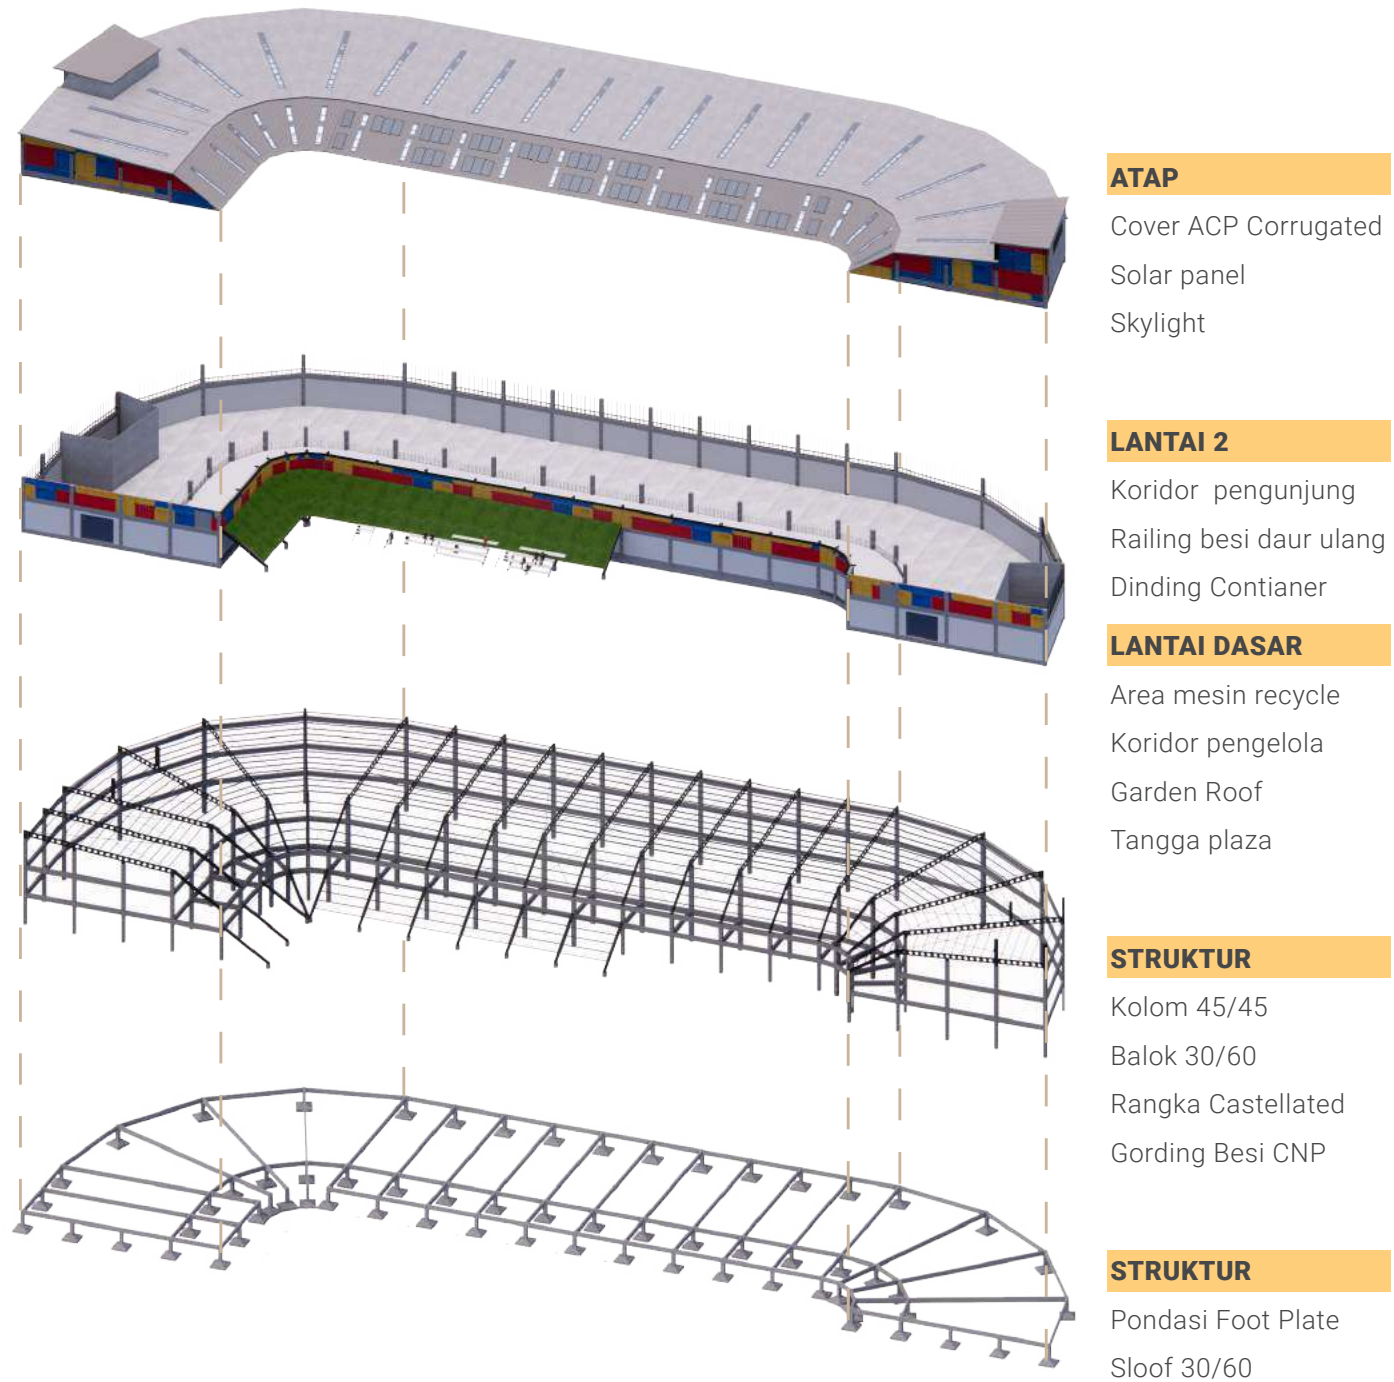 ATAP
Cover ACP Corrugated
Solar panel
Skylight
LANTAI 2
Koridor pengunjung
Railing besi daur ulang
Dinding Contianer
LANTAI DASAR
Area mesin recycle
Koridor pengelola
Garden Roof
Tangga plaza
STRUKTUR
Kolom 45/45
Balok 30/60
Rangka Castellated
Gording Besi CNP
STRUKTUR
Pondasi Foot Plate
Sloof 30/60